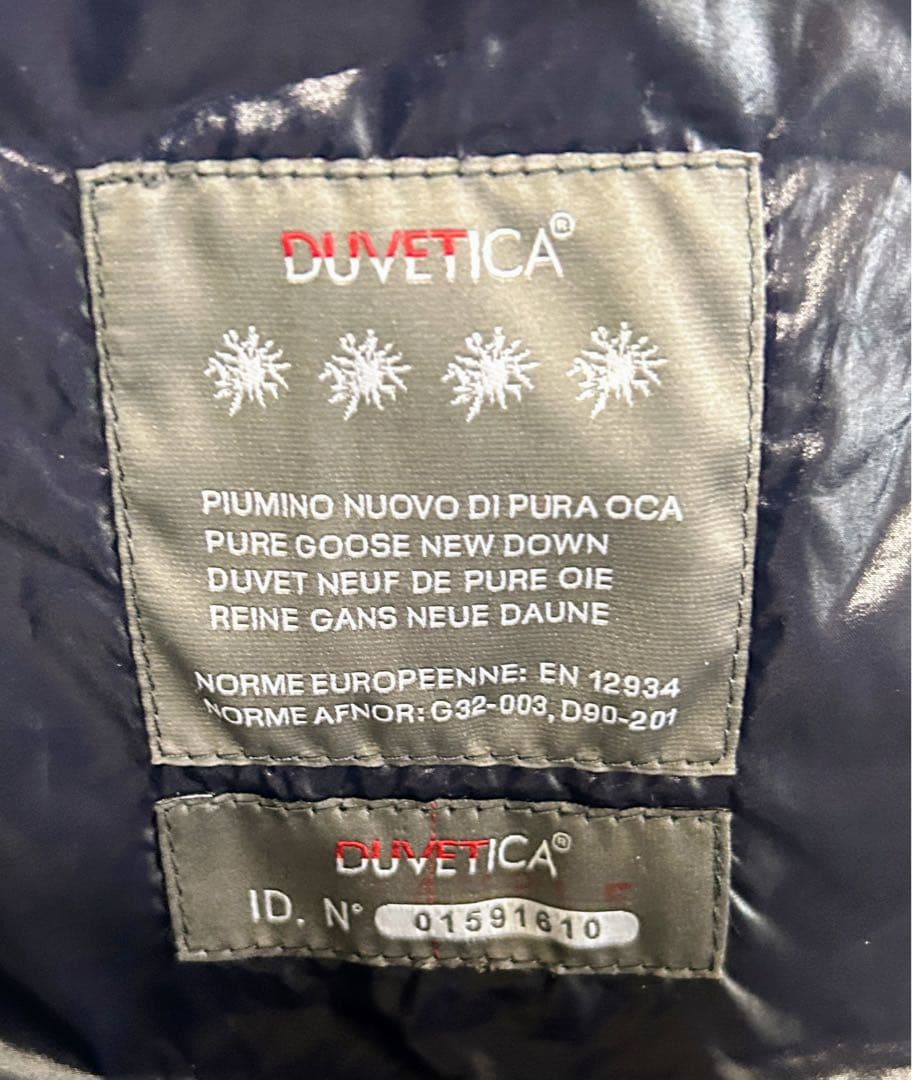 DUVETICA®
PIUMINO NUOVO DI PURA OCA
PURE GOOSE NEW DOWN
DUVET NEUF DE PURE OIE
REINE GANS NEUE DAUNE
NORME EUROPEENNE: EN 12934
NORME AFNOR: G32-003, D90-201
DUVETICA®
ID. N° 01591610